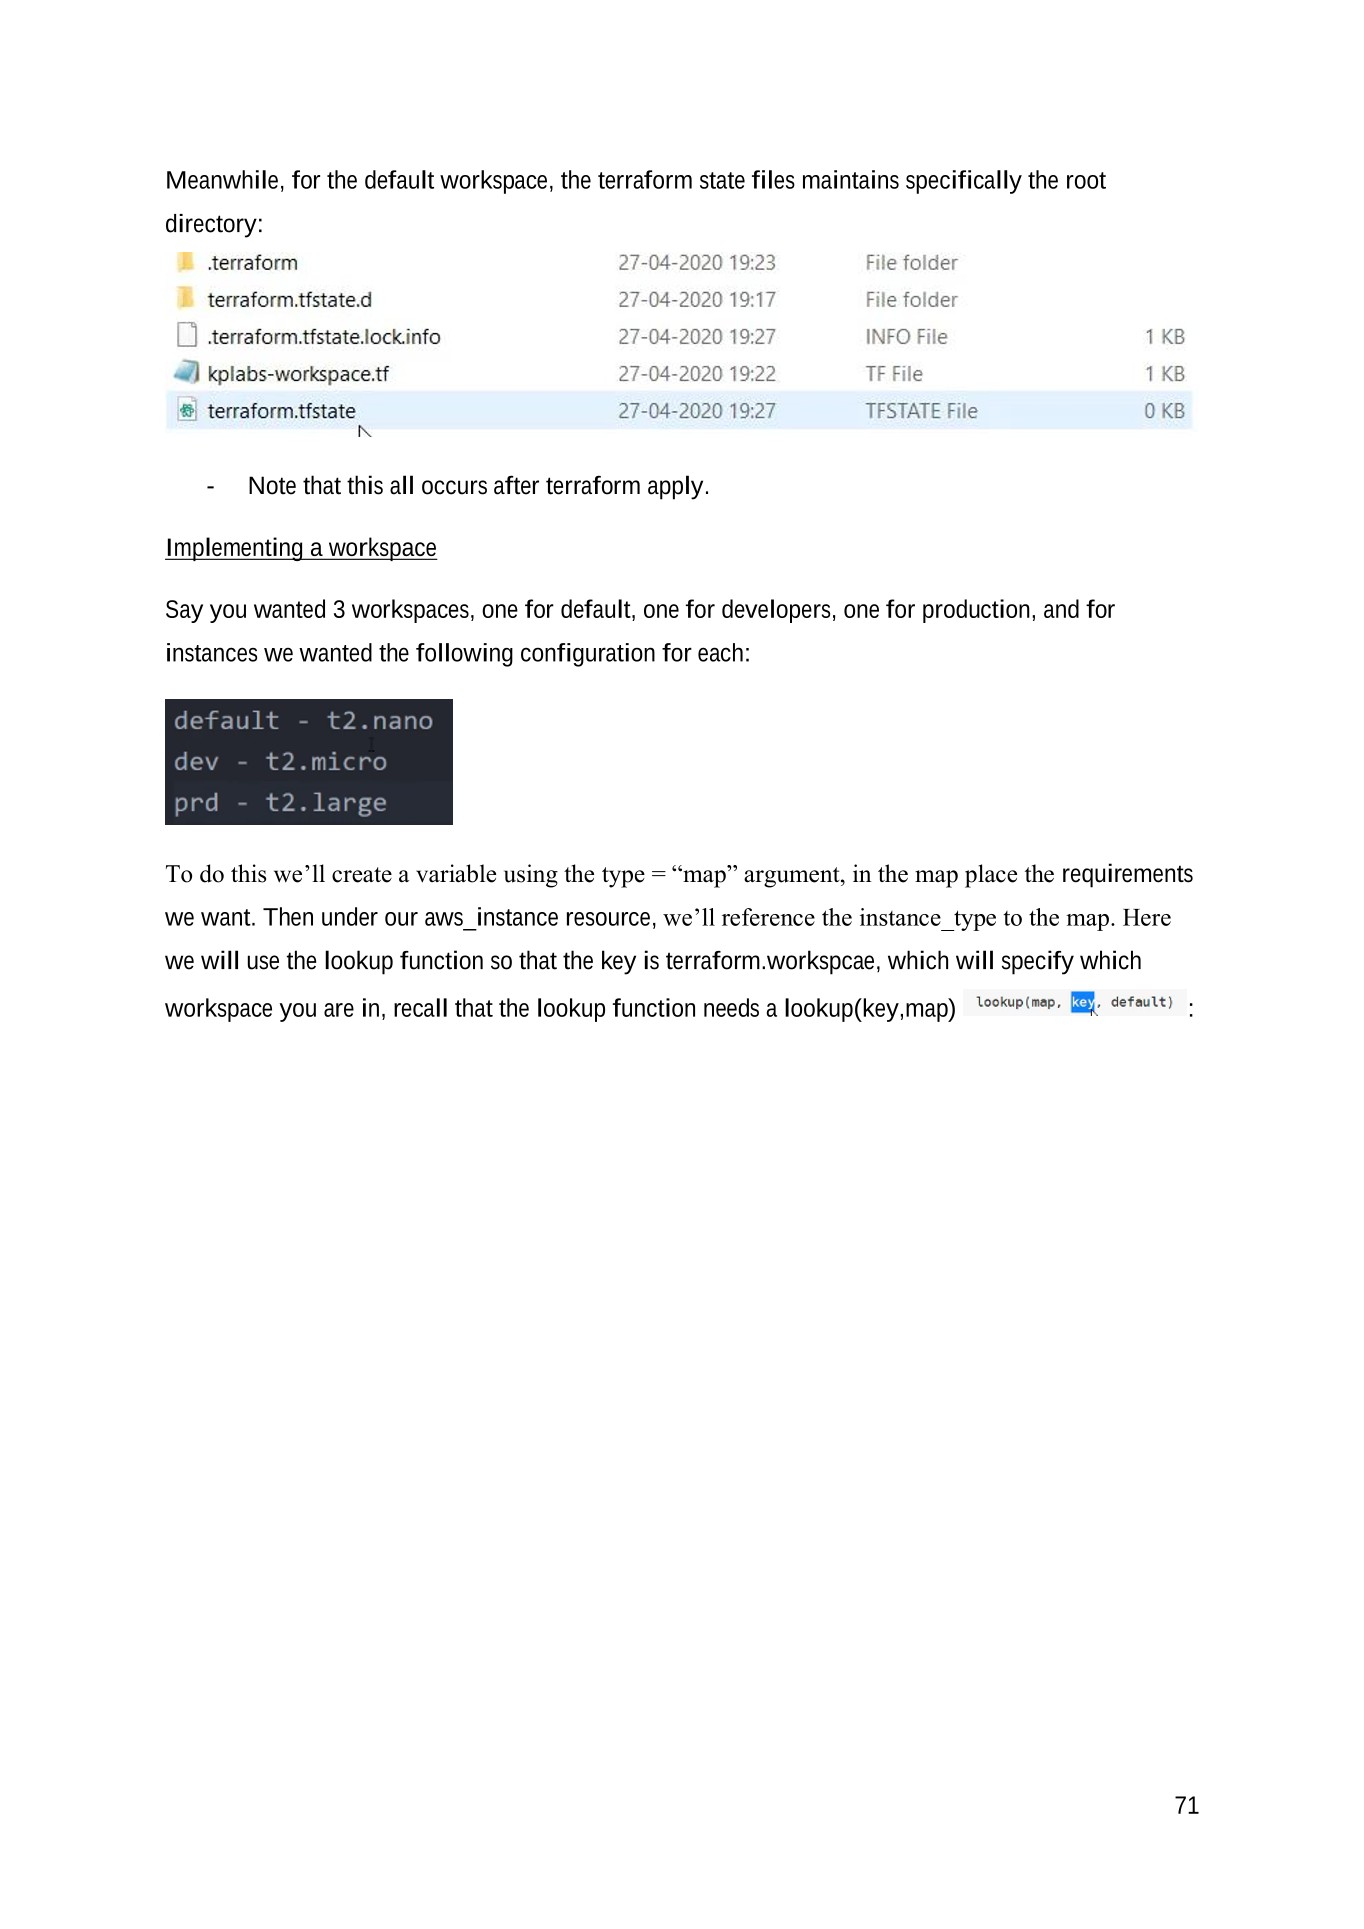 Meanwhile, for the default workspace, the terraform state files maintains specifically the root
directory:
.terraform 27-04-2020 19:23 File folder
terraform.tfstate.d 27-04-2020 19:17 File folder
.terraform.tfstate.lock.info 27-04-2020 19:27 INFO File 1 KB
kplabs-workspace.tf 27-04-2020 19:22 TF File 1 KB
terraform.tfstate 27-04-2020 19:27 TFSTATE File 0 KB
- Note that this all occurs after terraform apply.
Implementing a workspace
Say you wanted 3 workspaces, one for default, one for developers, one for production, and for
instances we wanted the following configuration for each:
default - t2.nano
dev - t2.micro
prd - t2.large
To do this we’ll create a variable using the type = “map” argument, in the map place the requirements
we want. Then under our aws_instance resource, we’ll reference the instance_type to the map. Here
we will use the lookup function so that the key is terraform.workspcae, which will specify which
workspace you are in, recall that the lookup function needs a lookup(key,map) lookup(map, key, default) :
71